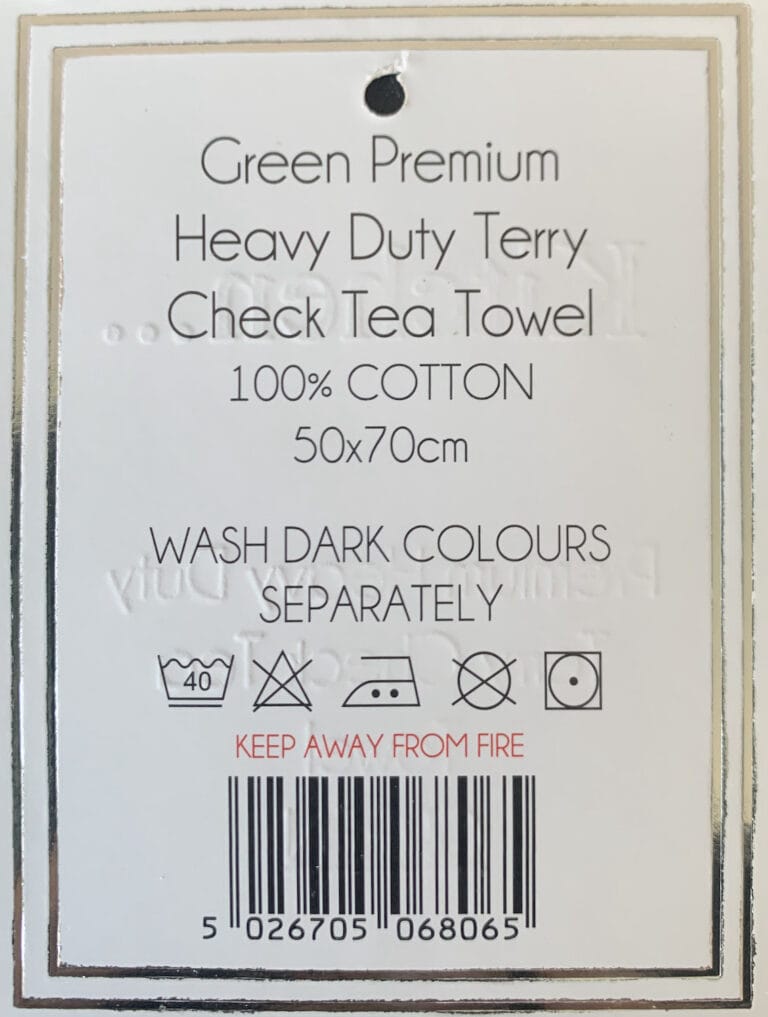 Green Premium
Heavy Duty Terry
Check Tea Towel
100% COTTON
50x70cm
WASH DARK COLOURS
SEPARATELY
40
KEEP AWAY FROM FIRE
5 026705 068065